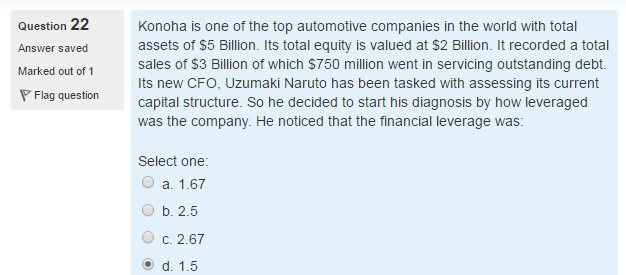 Question 22
Answer saved
Marked out of 1
Flag question
Konoha is one of the top automotive companies in the world with total
assets of $5 Billion. Its total equity is valued at $2 Billion. It recorded a total
sales of $3 Billion of which $750 million went in servicing outstanding debt.
Its new CFO, Uzumaki Naruto has been tasked with assessing its current
capital structure. So he decided to start his diagnosis by how leveraged
was the company. He noticed that the financial leverage was:
Select one:
a. 1.67
b. 2.5
c. 2.67
d. 1.5